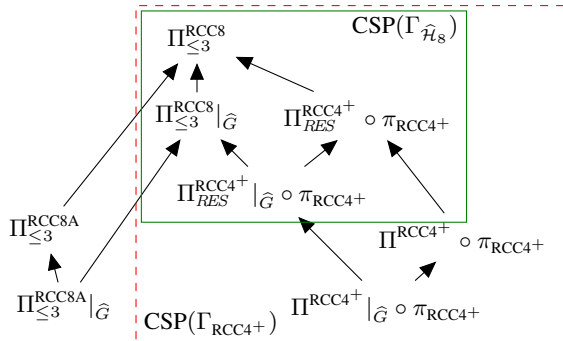 CSP(Γ_{\widehat{\mathcal{H}}_8})
Π^{RCC8}_{≤3}
Π^{RCC8}_{≤3}|_{\widehat{G}}
Π^{RCC4^+}_{RES} ∘ π_{RCC4+}
Π^{RCC4^+}_{RES}|_{\widehat{G}} ∘ π_{RCC4+}
Π^{RCC8A}_{≤3}
Π^{RCC4^+} ∘ π_{RCC4+}
Π^{RCC8A}_{≤3}|_{\widehat{G}}
Π^{RCC4^+}|_{\widehat{G}} ∘ π_{RCC4+}
CSP(Γ_{RCC4+})